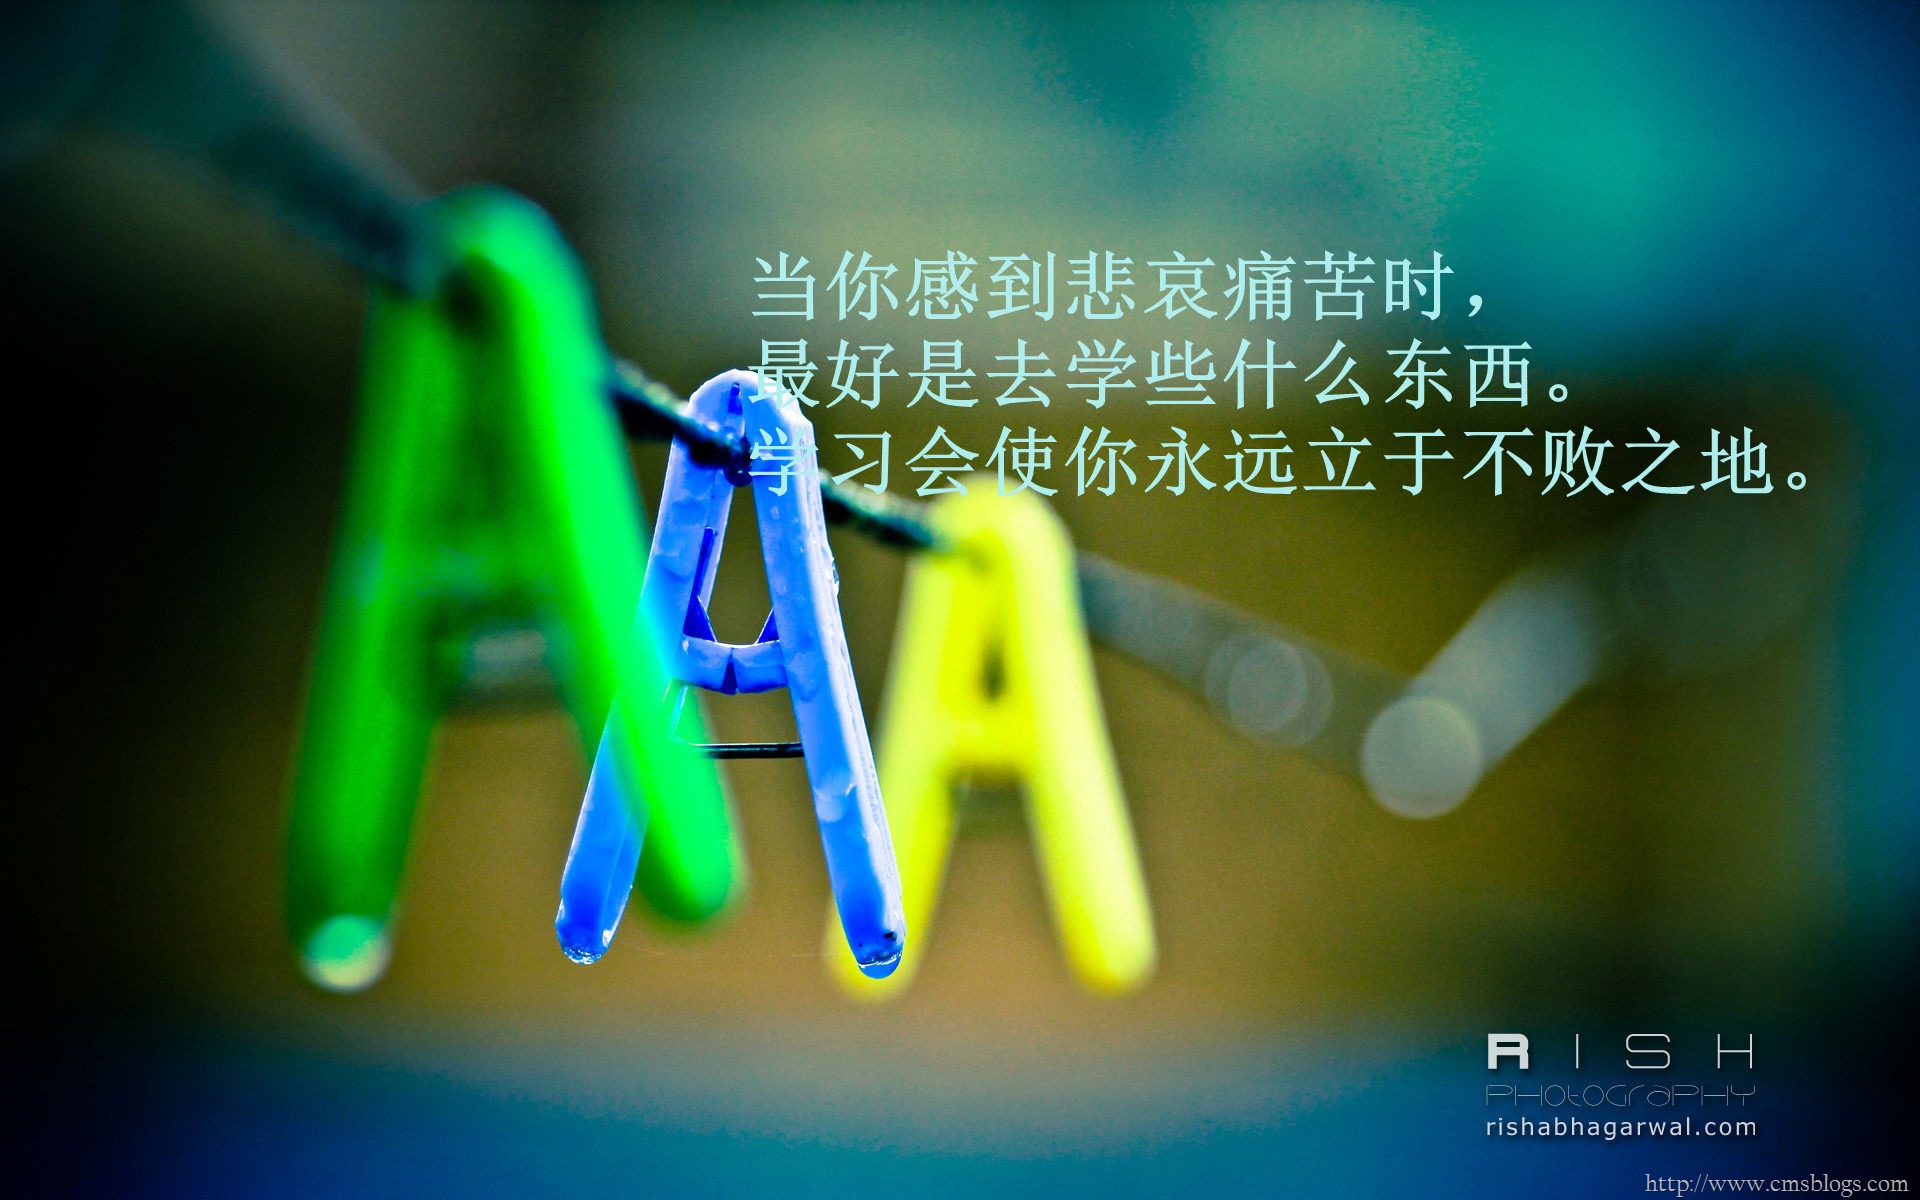 当你感到悲哀痛苦时，
最好是去学些什么东西。
学习会使你永远立于不败之地。
R I S H
PHOTOGRAPHY
rishabhagarwal.com
http://www.cmsblogs.com